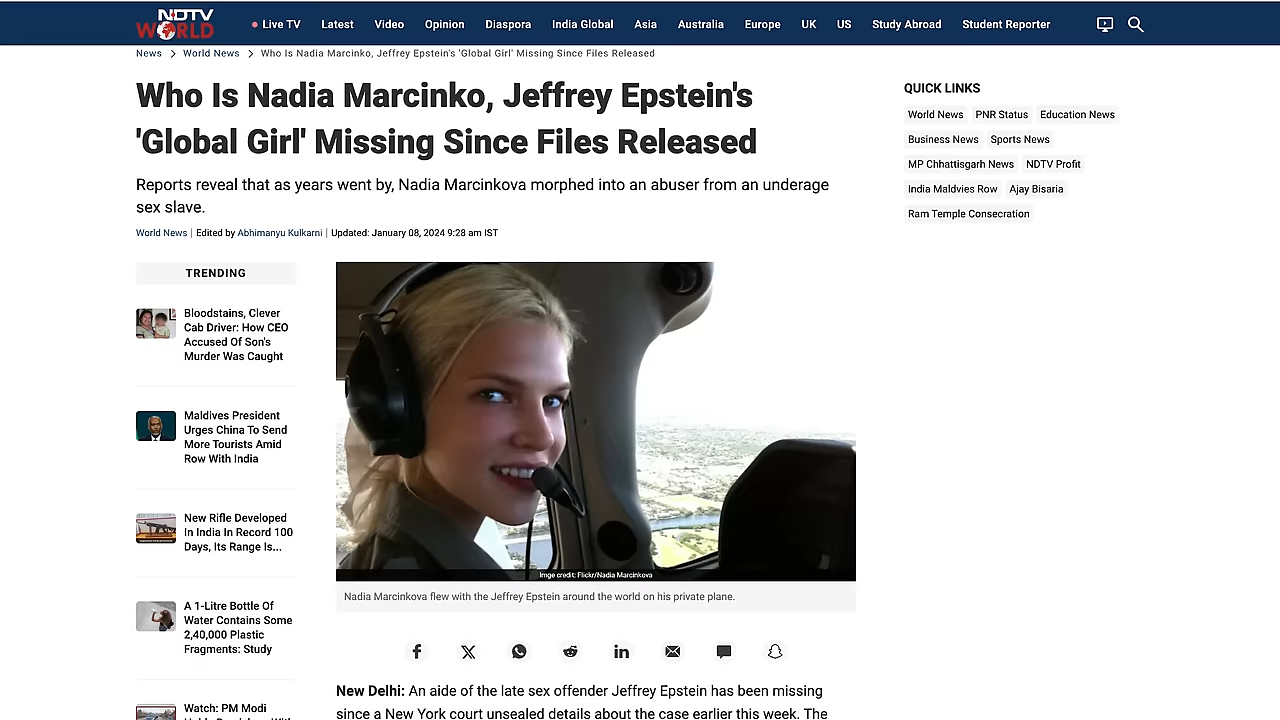 NDTV
WORLD
Live TV
Latest
Video
Opinion
Diaspora
India Global
Asia
Australia
Europe
UK
US
Study Abroad
Student Reporter
News > World News > Who Is Nadia Marcinko, Jeffrey Epstein's 'Global Girl' Missing Since Files Released
Who Is Nadia Marcinko, Jeffrey Epstein's
'Global Girl' Missing Since Files Released
Reports reveal that as years went by, Nadia Marcinkova morphed into an abuser from an underage
sex slave.
World News | Edited by Abhimanyu Kulkarni | Updated: January 08, 2024 9:28 am IST
TRENDING
Bloodstains, Clever
Cab Driver: How CEO
Accused Of Son's
Murder Was Caught
Maldives President
Urges China To Send
More Tourists Amid
Row With India
New Rifle Developed
In India In Record 100
Days, Its Range Is...
A 1-Litre Bottle Of
Water Contains Some
2,40,000 Plastic
Fragments: Study
Watch: PM Modi
Imge credit: Flickr/Nadia Marcinkova
Nadia Marcinkova flew with the Jeffrey Epstein around the world on his private plane.
New Delhi: An aide of the late sex offender Jeffrey Epstein has been missing
since a New York court unsealed details about the case earlier this week. The
QUICK LINKS
World News PNR Status Education News
Business News Sports News
MP Chhattisgarh News NDTV Profit
India Maldvies Row Ajay Bisaria
Ram Temple Consecration